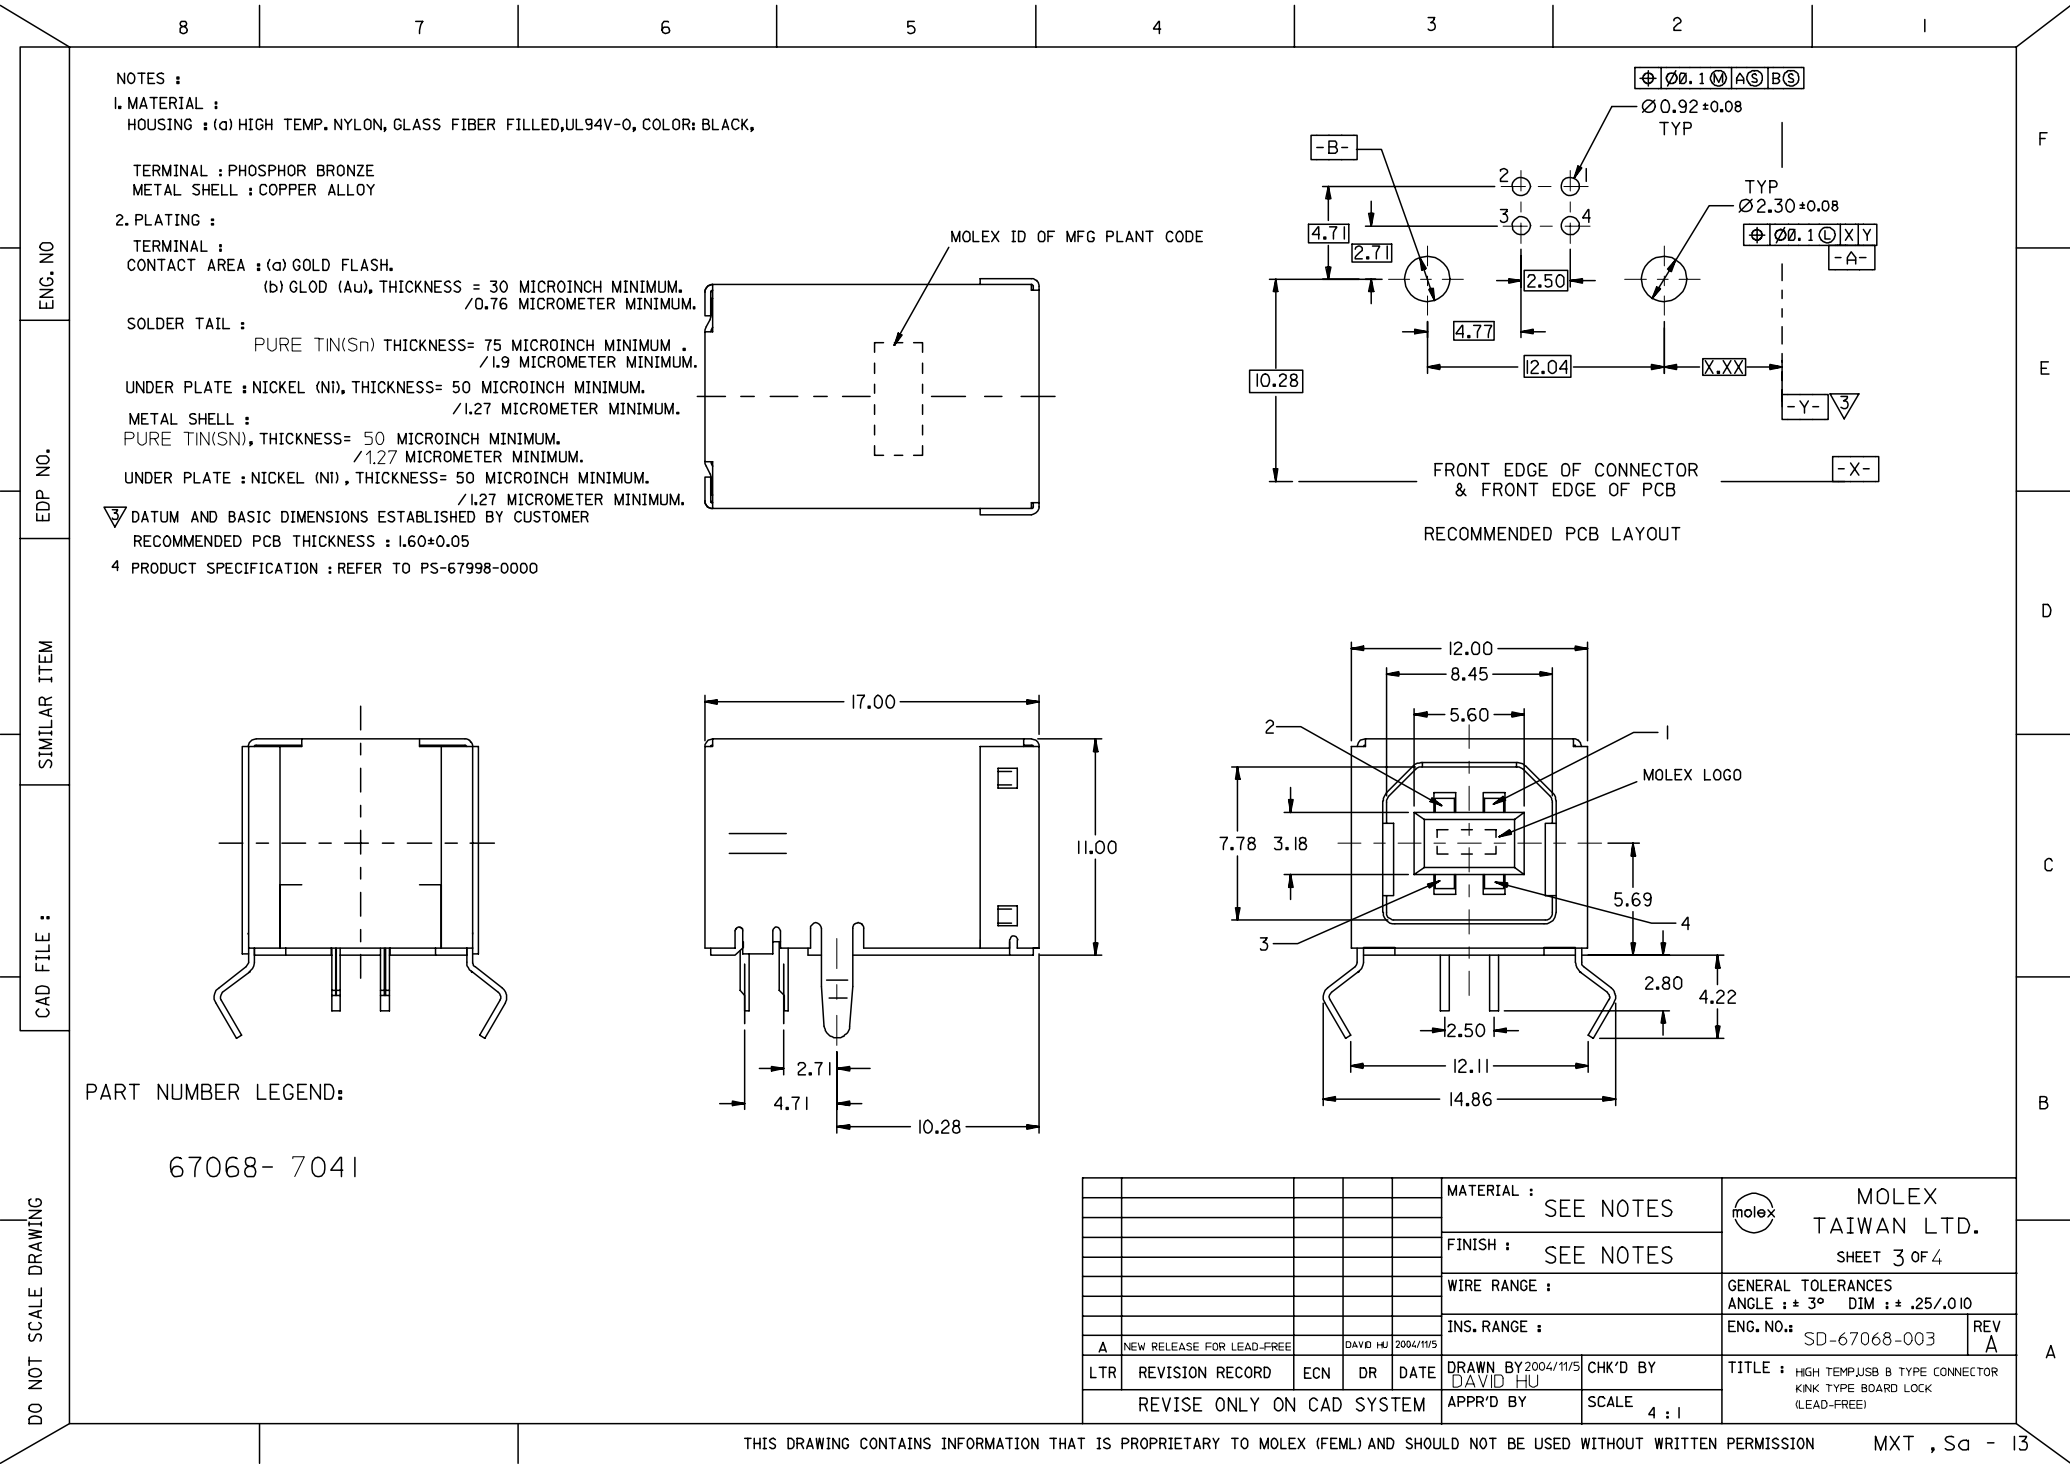 8 7 6 5 4 3 2 1
F
E
D
C
B
A
ENG. NO
EDP NO.
SIMILAR ITEM
CAD FILE :
DO NOT SCALE DRAWING
NOTES :
1. MATERIAL :
HOUSING : (a) HIGH TEMP. NYLON, GLASS FIBER FILLED,UL94V-0, COLOR: BLACK,
TERMINAL : PHOSPHOR BRONZE
METAL SHELL : COPPER ALLOY
2. PLATING :
TERMINAL :
CONTACT AREA : (a) GOLD FLASH.
(b) GLOD (Au), THICKNESS = 30 MICROINCH MINIMUM.
/0.76 MICROMETER MINIMUM.
SOLDER TAIL :
PURE TIN(Sn) THICKNESS= 75 MICROINCH MINIMUM .
/1.9 MICROMETER MINIMUM.
UNDER PLATE : NICKEL (Ni), THICKNESS= 50 MICROINCH MINIMUM.
/1.27 MICROMETER MINIMUM.
METAL SHELL :
PURE TIN(SN), THICKNESS= 50 MICROINCH MINIMUM.
/1.27 MICROMETER MINIMUM.
UNDER PLATE : NICKEL (Ni) , THICKNESS= 50 MICROINCH MINIMUM.
/1.27 MICROMETER MINIMUM.
3 DATUM AND BASIC DIMENSIONS ESTABLISHED BY CUSTOMER
RECOMMENDED PCB THICKNESS : 1.60±0.05
4 PRODUCT SPECIFICATION : REFER TO PS-67998-0000
MOLEX ID OF MFG PLANT CODE
⌖ Ø0.1 Ⓜ A Ⓢ B Ⓢ
Ø 0.92 ±0.08
TYP
-B-
2 1
3 4
TYP
Ø 2.30 ±0.08
⌖ Ø0.1 Ⓛ X Y
-A-
4.71
2.71
2.50
4.77
12.04
X.XX
10.28
-Y- 3
-X-
FRONT EDGE OF CONNECTOR
& FRONT EDGE OF PCB
RECOMMENDED PCB LAYOUT
17.00
11.00
2.71
4.71
10.28
12.00
8.45
5.60
2
1
MOLEX LOGO
7.78 3.18
5.69
3
4
2.80
4.22
2.50
12.11
14.86
PART NUMBER LEGEND:
67068- 7041
A NEW RELEASE FOR LEAD-FREE DAVID HU 2004/11/5
LTR REVISION RECORD ECN DR DATE
REVISE ONLY ON CAD SYSTEM
MATERIAL : SEE NOTES
FINISH : SEE NOTES
WIRE RANGE :
INS. RANGE :
DRAWN BY 2004/11/5
DAVID HU
CHK'D BY
APPR'D BY
SCALE 4 : 1
molex
MOLEX
TAIWAN LTD.
SHEET 3 OF 4
GENERAL TOLERANCES
ANGLE : ± 3° DIM : ± .25/.010
ENG. NO.: SD-67068-003
REV A
TITLE : HIGH TEMP,USB B TYPE CONNECTOR
KINK TYPE BOARD LOCK
(LEAD-FREE)
THIS DRAWING CONTAINS INFORMATION THAT IS PROPRIETARY TO MOLEX (FEML) AND SHOULD NOT BE USED WITHOUT WRITTEN PERMISSION
MXT , Sa - 13